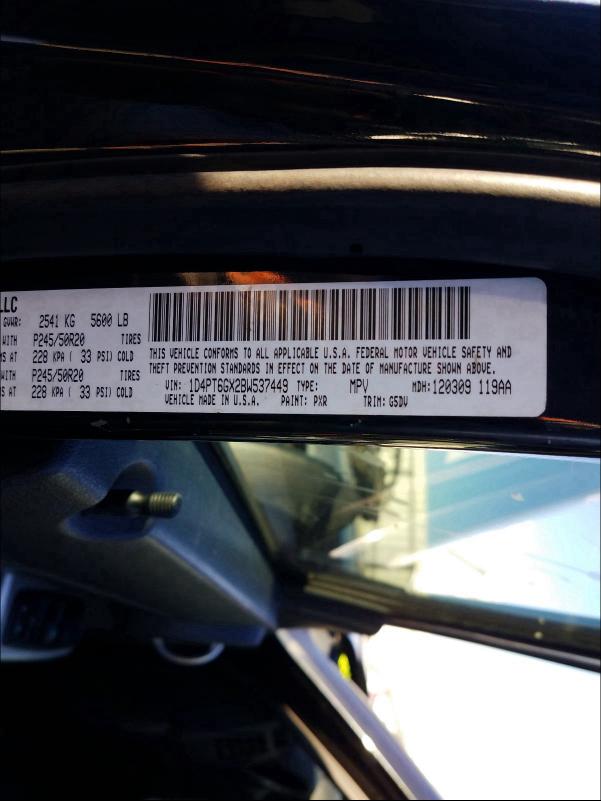 LLC
GVWR: 2541 KG 5600 LB
WITH P245/50R20 TIRES
MS AT 228 KPA ( 33 PSI) COLD
WITH P245/50R20 TIRES
MS AT 228 KPA ( 33 PSI) COLD
THIS VEHICLE CONFORMS TO ALL APPLICABLE U.S.A. FEDERAL MOTOR VEHICLE SAFETY AND
THEFT PREVENTION STANDARDS IN EFFECT ON THE DATE OF MANUFACTURE SHOWN ABOVE.
VIN: 1D4PT6GX2BW537449 TYPE: MPV MDH: 120309 119AA
VEHICLE MADE IN U.S.A. PAINT: PXR TRIM: G5DV